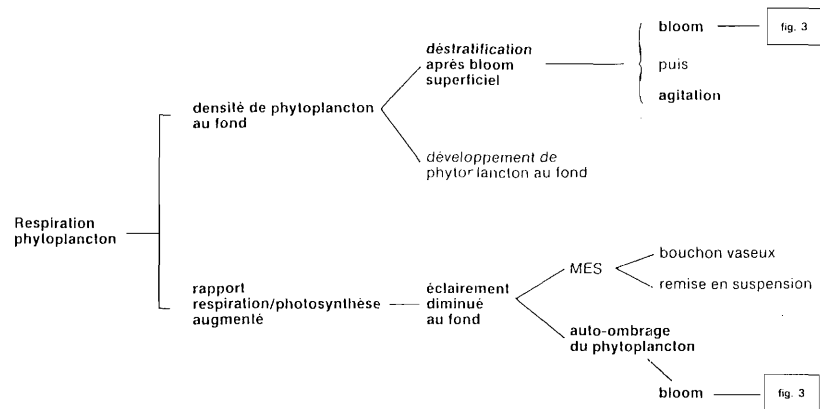 bloom
fig. 3
déstratification
après bloom
superficiel
puis
agitation
densité de phytoplancton
au fond
développement de
phytoplancton au fond
Respiration
phytoplancton
MES
bouchon vaseux
remise en suspension
rapport
respiration/photosynthèse
augmenté
éclairement
diminué
au fond
auto-ombrage
du phytoplancton
bloom
fig. 3